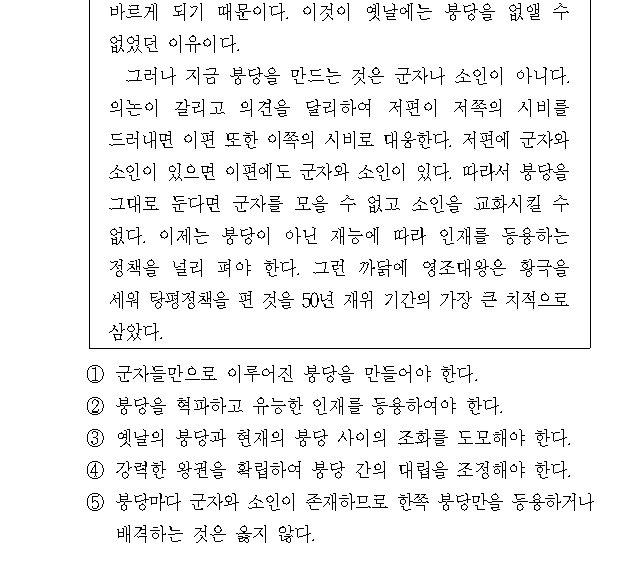 바르게 되기 때문이다. 이것이 옛날에는 붕당을 없앨 수
없었던 이유이다.
그러나 지금 붕당을 만드는 것은 군자나 소인이 아니다.
의논이 갈리고 의견을 달리하여 저편이 저쪽의 시비를
드러내면 이편 또한 이쪽의 시비로 대응한다. 저편에 군자와
소인이 있으면 이편에도 군자와 소인이 있다. 따라서 붕당을
그대로 둔다면 군자를 모을 수 없고 소인을 교화시킬 수
없다. 이제는 붕당이 아닌 재능에 따라 인재를 등용하는
정책을 널리 펴야 한다. 그런 까닭에 영조대왕은 황극을
세워 탕평정책을 편 것을 50년 재위 기간의 가장 큰 치적으로
삼았다.
① 군자들만으로 이루어진 붕당을 만들어야 한다.
② 붕당을 혁파하고 유능한 인재를 등용하여야 한다.
③ 옛날의 붕당과 현재의 붕당 사이의 조화를 도모해야 한다.
④ 강력한 왕권을 확립하여 붕당 간의 대립을 조정해야 한다.
⑤ 붕당마다 군자와 소인이 존재하므로 한쪽 붕당만을 등용하거나
배격하는 것은 옳지 않다.